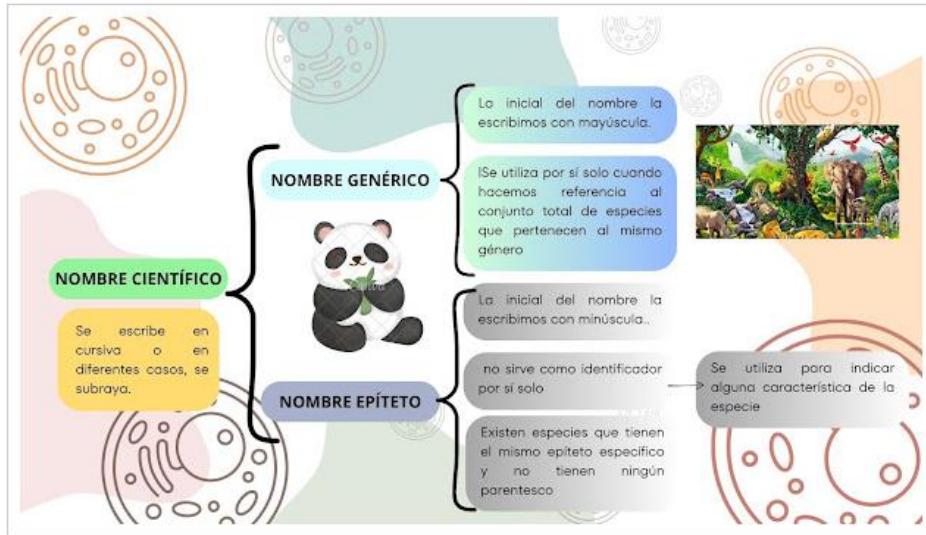 La inicial del nombre la
escribimos con mayúscula.
NOMBRE GENÉRICO
lSe utiliza por sí solo cuando
hacemos referencia al
conjunto total de especies
que pertenecen al mismo
género
NOMBRE CIENTÍFICO
Se escribe en
cursiva o en
diferentes casos, se
subraya.
La inicial del nombre la
escribimos con minúscula..
NOMBRE EPÍTETO
no sirve como identificador
por sí solo
Se utiliza para indicar
alguna característica de la
especie
Existen especies que tienen
el mismo epíteto específico
y no tienen ningún
parentesco